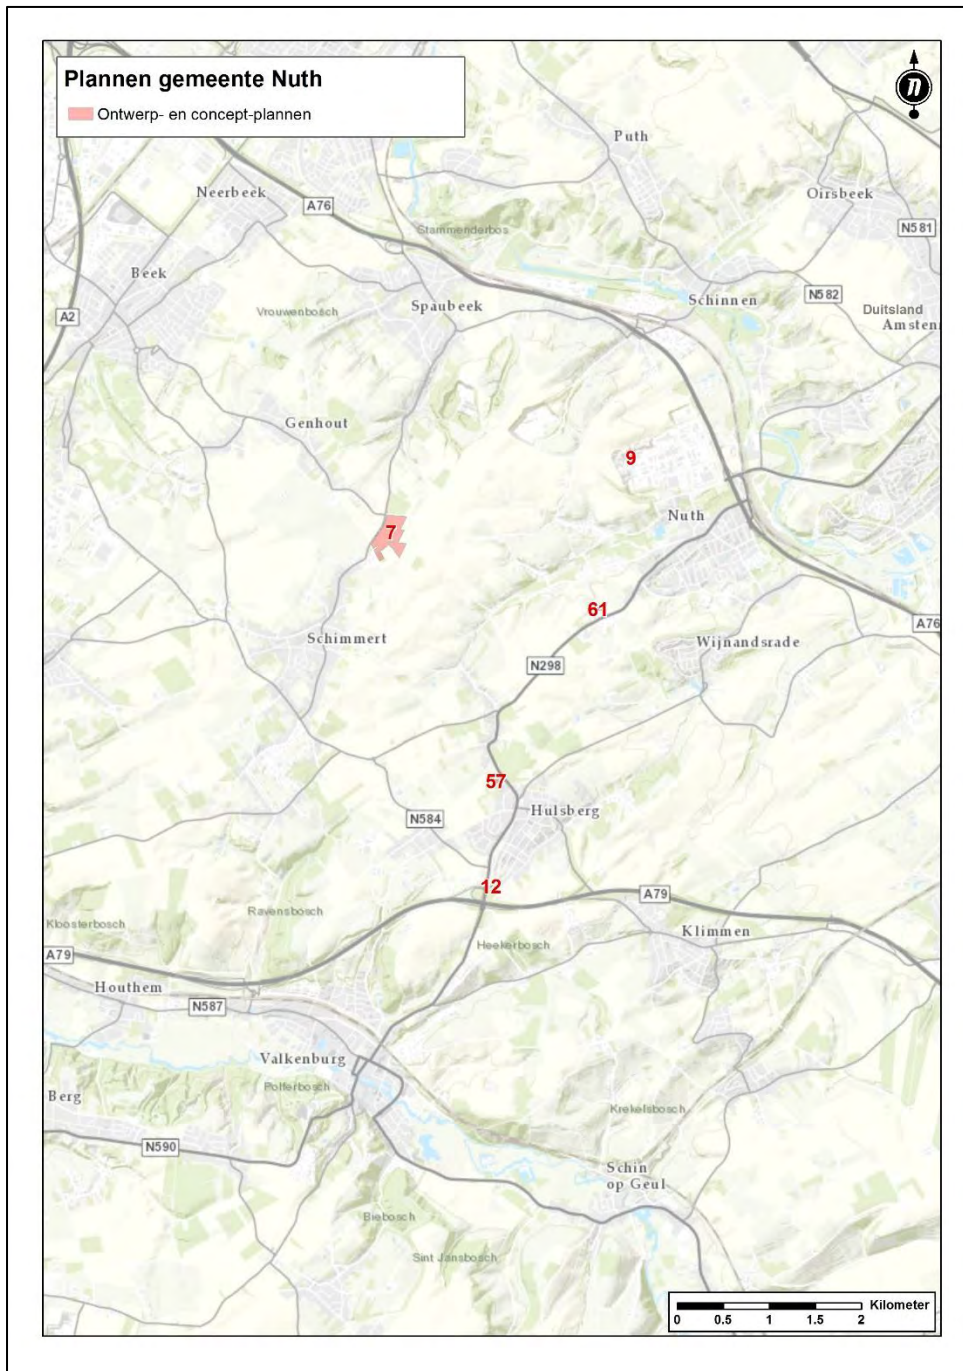 Plannen gemeente Nuth
Ontwerp- en concept-plannen
n
Puth
Neerbeek
Oirsbeek
A76
N581
Stammenderbos
Beek
Schinnen
N582
Spaubeek
Duitsland
A2
Vrouwenbosch
Amsten
Genhout
9
Nuth
7
61
A76
Schimmert
Wijnandsrade
N298
57
Hulsberg
N584
12
A79
Ravensbosch
Kloosterbosch
Klimmen
Heekerbosch
A79
Houthem
N587
Valkenburg
Polferbosch
Berg
Krekelsbosch
N590
Schin
op Geul
Biebosch
Sint Jansbosch
Kilometer
0 0.5 1 1.5 2